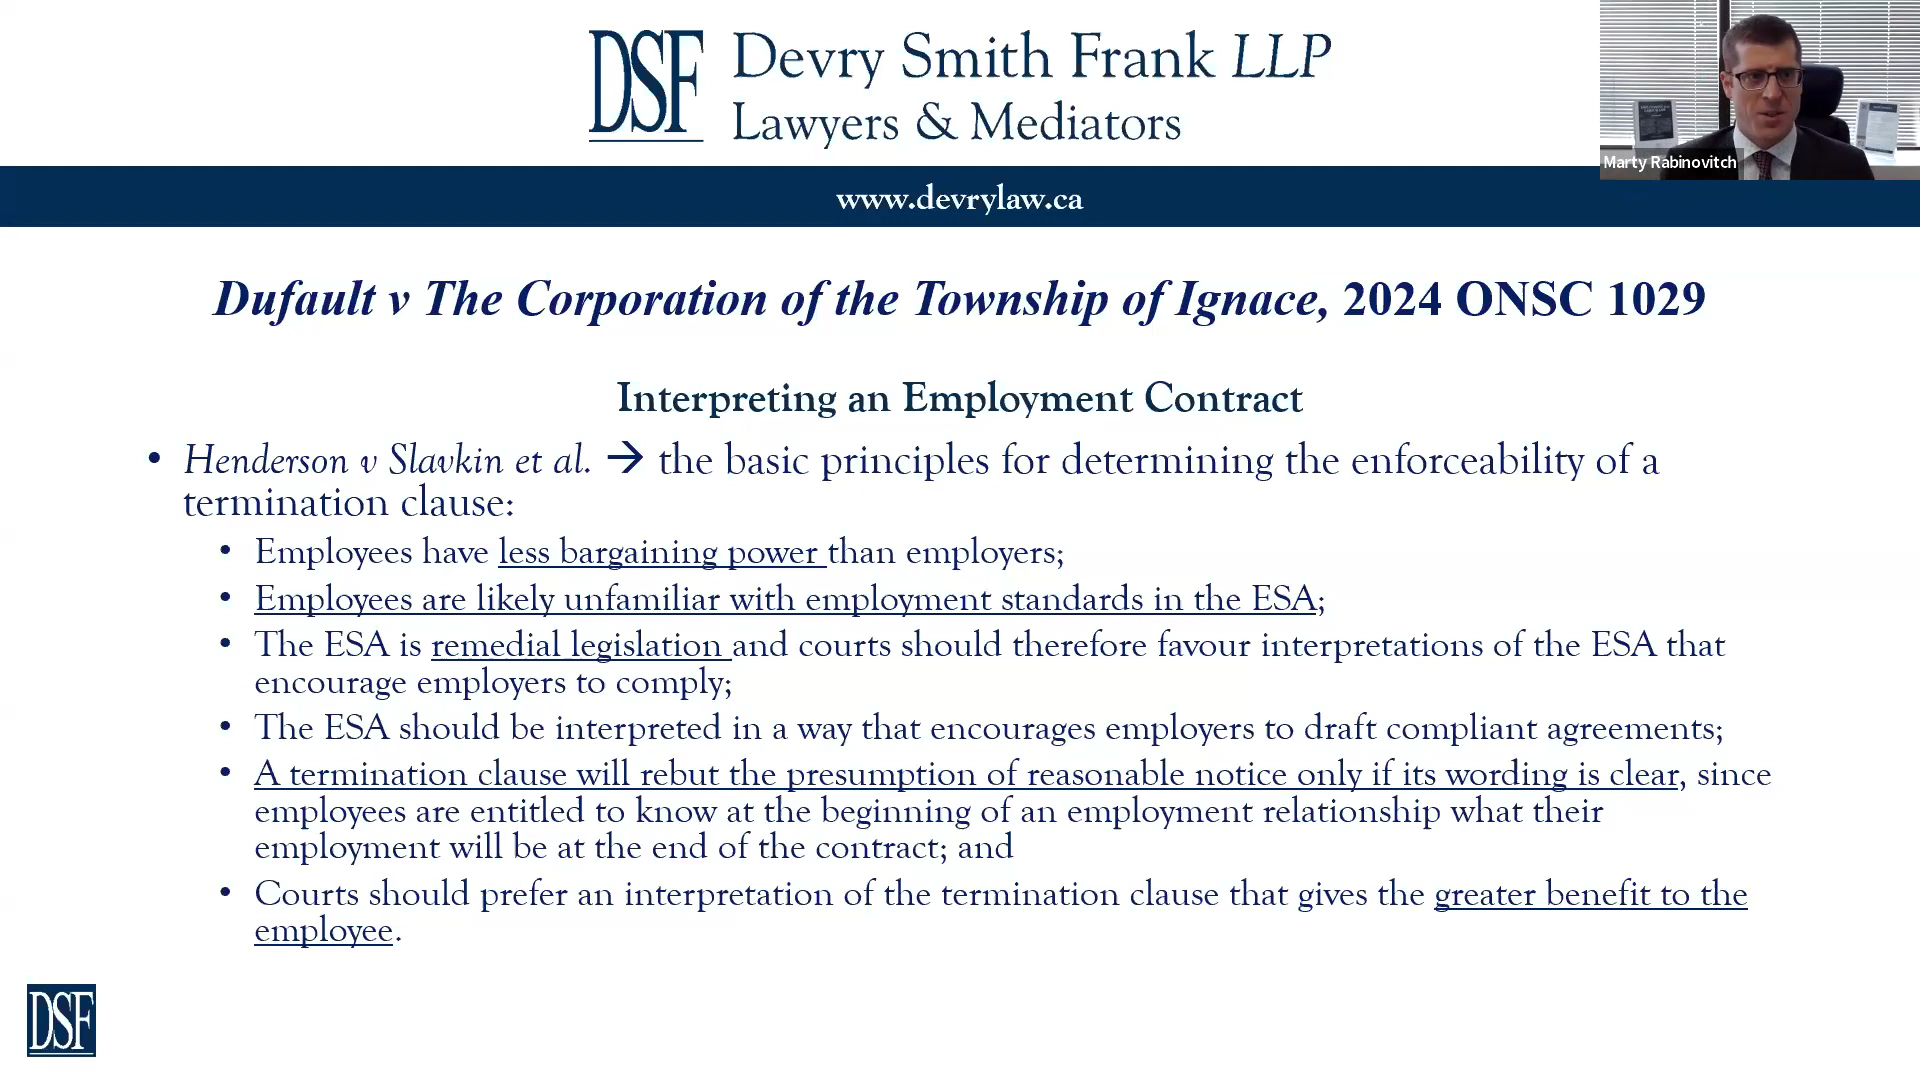 DSF
Devry Smith Frank LLP
Lawyers & Mediators
Marty Rabinovitch
www.devrylaw.ca
Dufault v The Corporation of the Township of Ignace, 2024 ONSC 1029
Interpreting an Employment Contract
• Henderson v Slavkin et al. → the basic principles for determining the enforceability of a
termination clause:
• Employees have less bargaining power than employers;
• Employees are likely unfamiliar with employment standards in the ESA;
• The ESA is remedial legislation and courts should therefore favour interpretations of the ESA that
encourage employers to comply;
• The ESA should be interpreted in a way that encourages employers to draft compliant agreements;
• A termination clause will rebut the presumption of reasonable notice only if its wording is clear, since
employees are entitled to know at the beginning of an employment relationship what their
employment will be at the end of the contract; and
• Courts should prefer an interpretation of the termination clause that gives the greater benefit to the
employee.
DSF